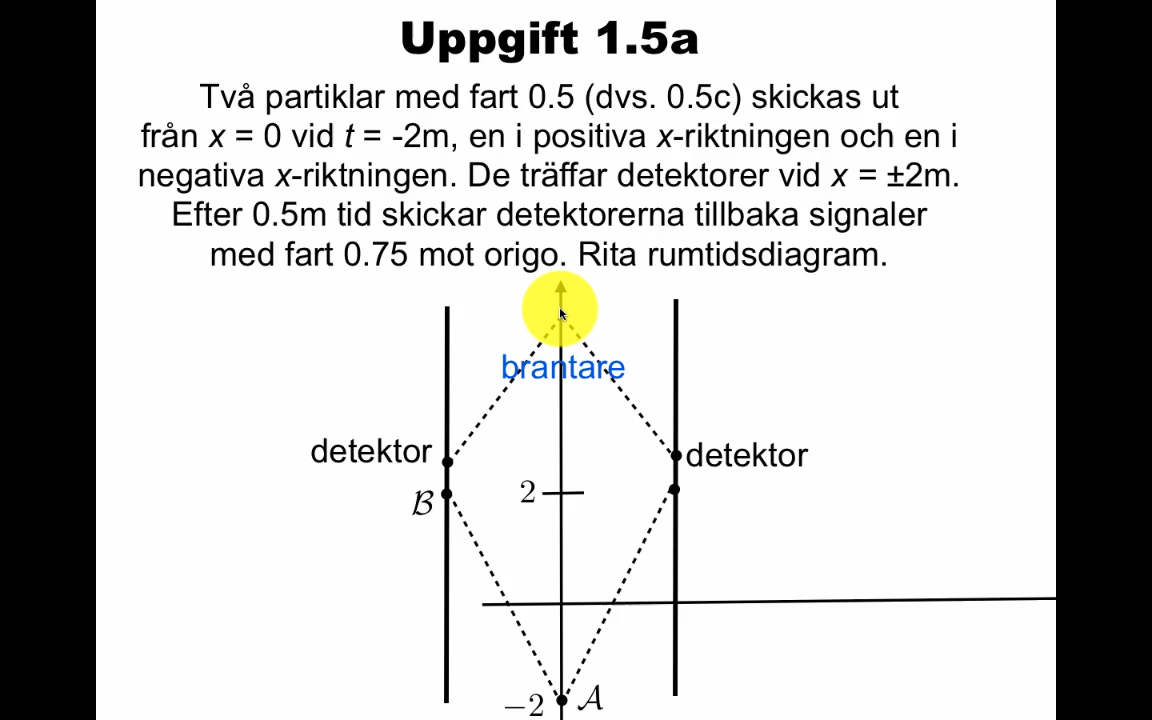 Uppgift 1.5a
Två partiklar med fart 0.5 (dvs. 0.5c) skickas ut
från x = 0 vid t = -2m, en i positiva x-riktningen och en i
negativa x-riktningen. De träffar detektorer vid x = ±2m.
Efter 0.5m tid skickar detektorerna tillbaka signaler
med fart 0.75 mot origo. Rita rumtidsdiagram.
brantare
detektor
detektor
2
ℬ
−2
𝒜